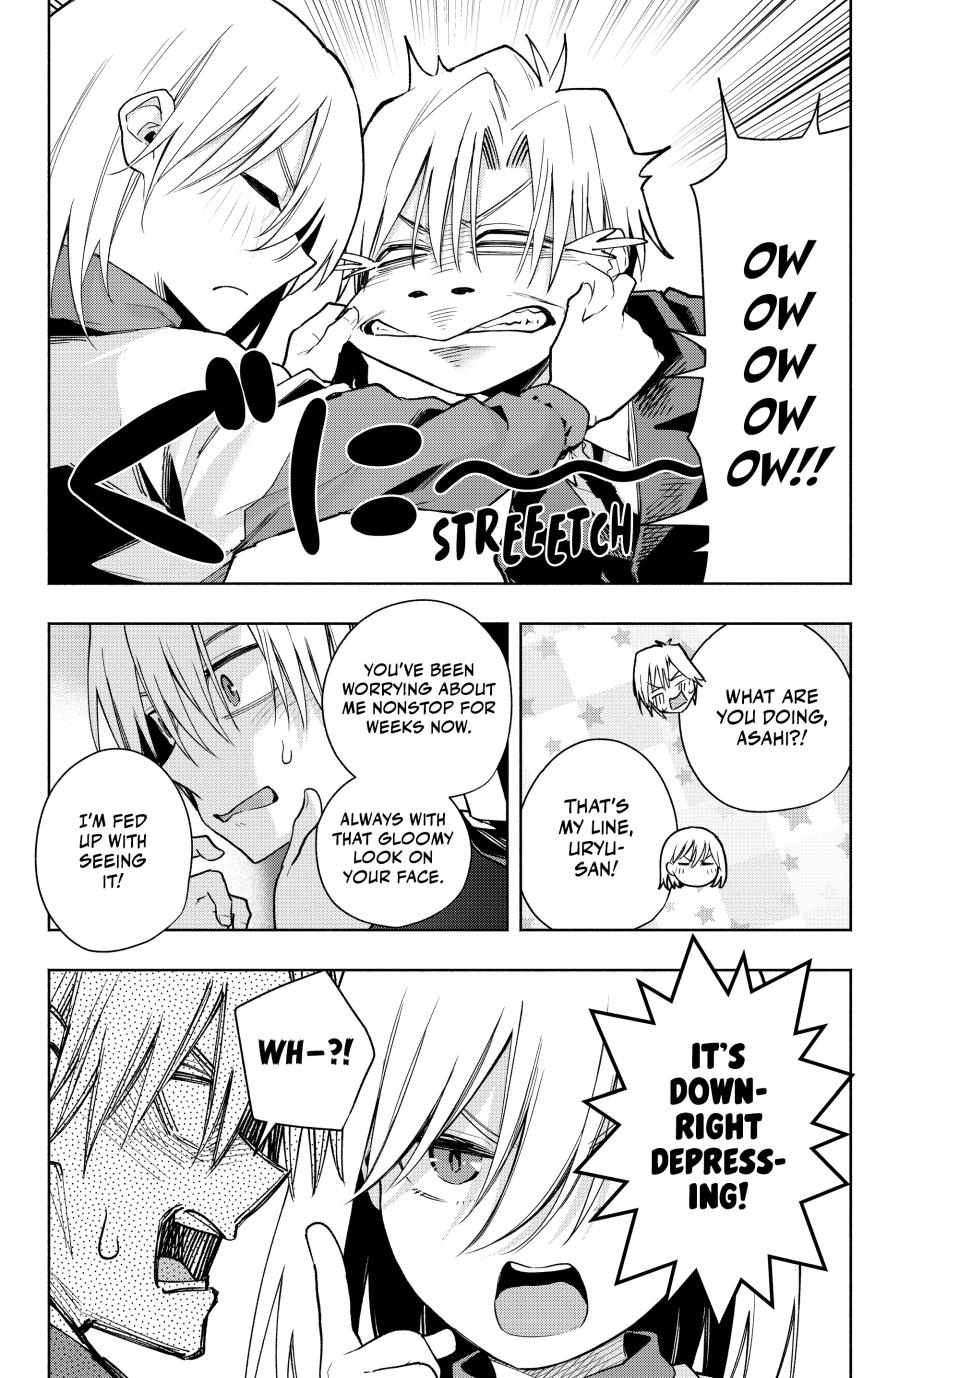 OW
OW
OW
OW
OW!!
ぐに〜
STREEETCH
WHAT ARE
YOU DOING,
ASAHI?!
THAT'S
MY LINE,
URYU-
SAN!
YOU'VE BEEN
WORRYING ABOUT
ME NONSTOP FOR
WEEKS NOW.
ALWAYS WITH
THAT GLOOMY
LOOK ON
YOUR FACE.
I'M FED
UP WITH
SEEING
IT!
IT'S
DOWN-
RIGHT
DEPRESS-
ING!
WH-?!